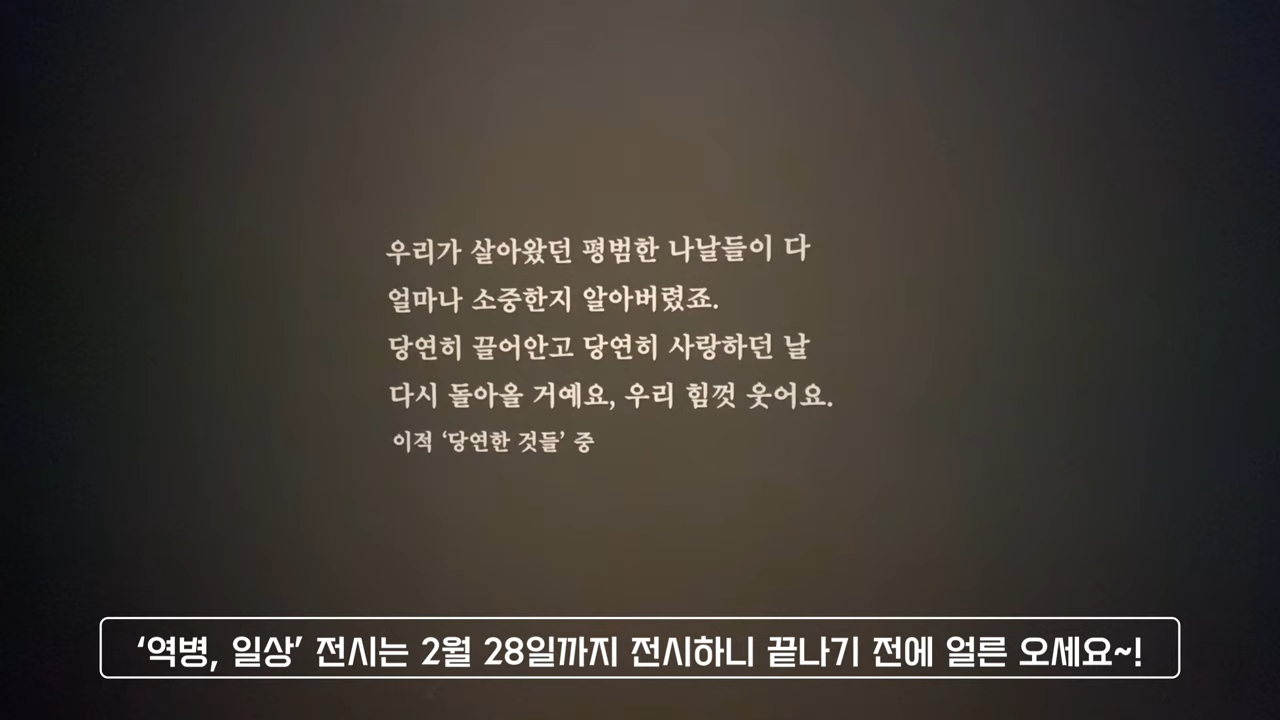 우리가 살아왔던 평범한 나날들이 다
얼마나 소중한지 알아버렸죠.
당연히 끌어안고 당연히 사랑하던 날
다시 돌아올 거예요, 우리 힘껏 웃어요.
이적 ‘당연한 것들’ 중
‘역병, 일상’ 전시는 2월 28일까지 전시하니 끝나기 전에 얼른 오세요~!